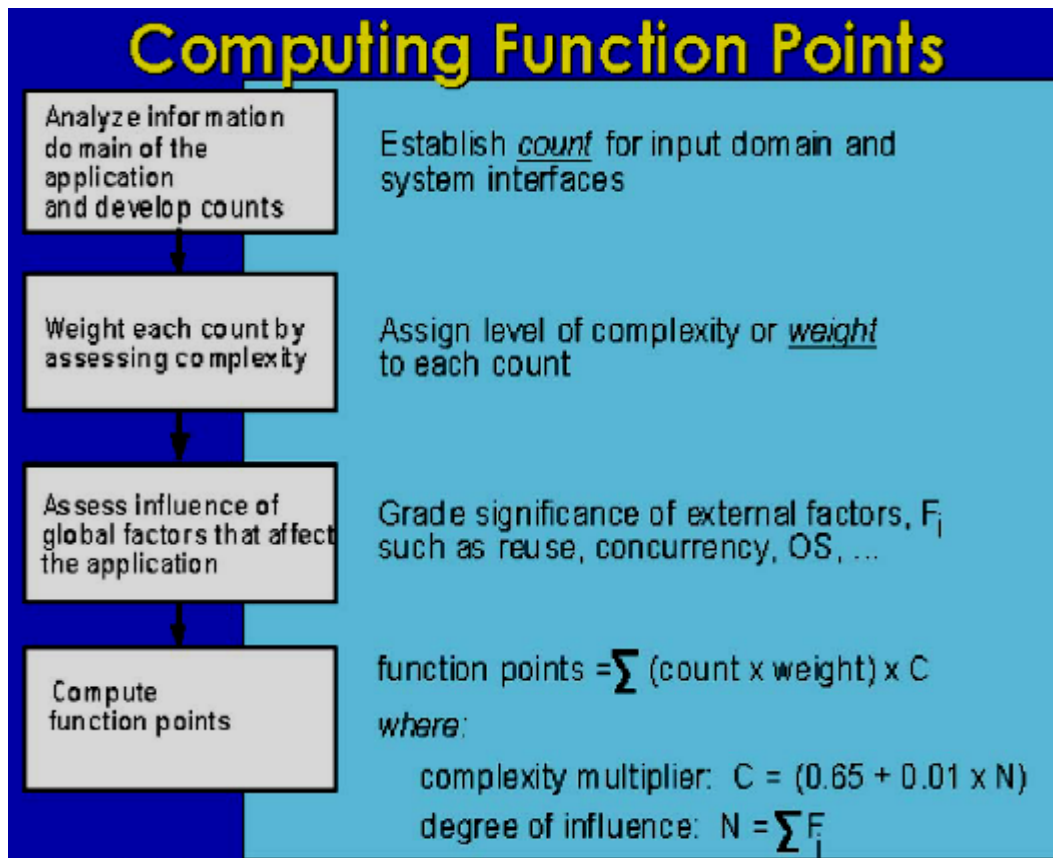 Computing Function Points
Analyze information
domain of the
application
and develop counts
Establish count for input domain and
system interfaces
Weight each count by
assessing complexity
Assign level of complexity or weight
to each count
Assess influence of
global factors that affect
the application
Grade significance of external factors, F_i
such as reuse, concurrency, OS, ...
Compute
function points
function points = ∑ (count x weight) x C
where:
complexity multiplier: C = (0.65 + 0.01 x N)
degree of influence: N = ∑ F_i